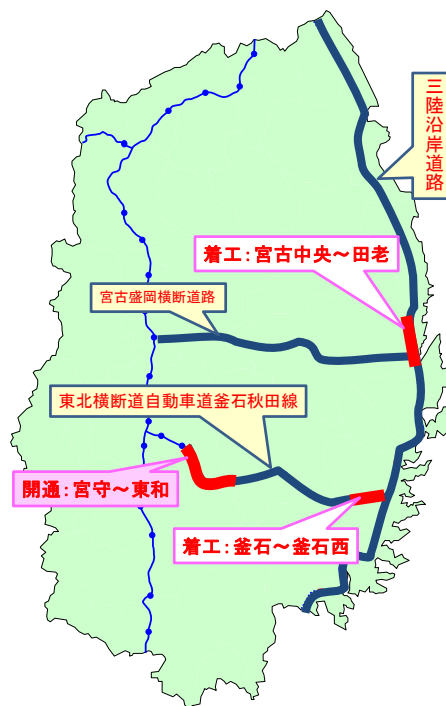 三陸沿岸道路
着工：宮古中央～田老
宮古盛岡横断道路
東北横断道自動車道釜石秋田線
開通：宮守～東和
着工：釜石～釜石西